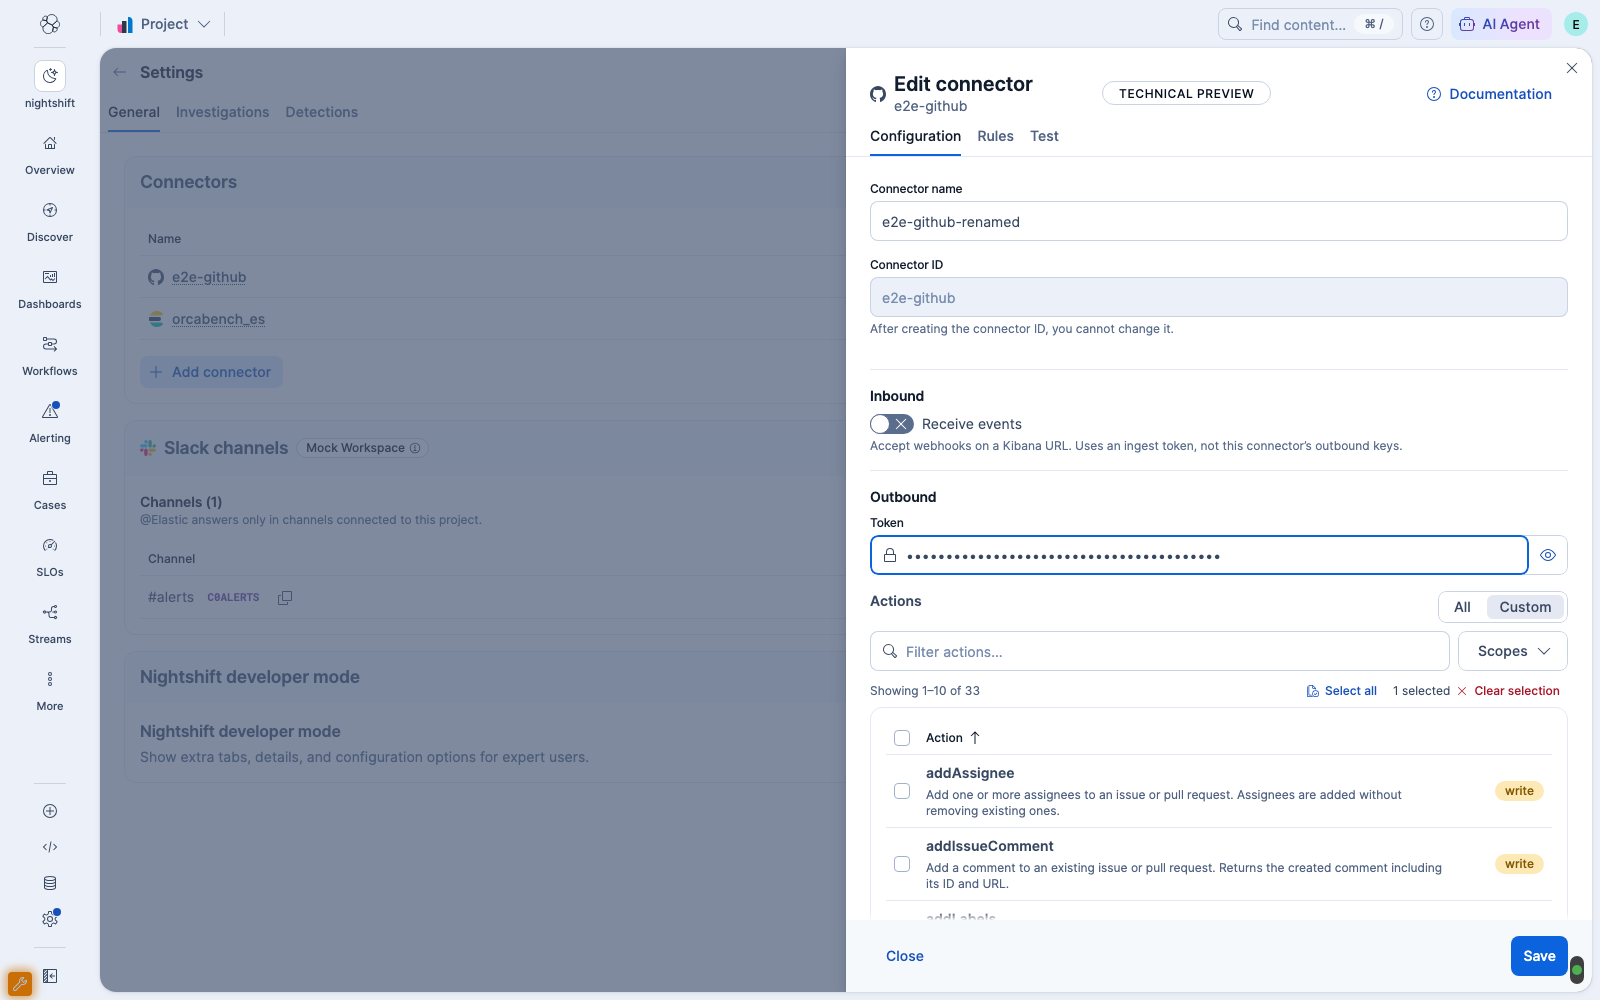 Project
Find content...
⌘ /
AI Agent
E
nightshift
Overview
Discover
Dashboards
Workflows
Alerting
Cases
SLOs
Streams
More
Settings
General
Investigations
Detections
Connectors
Name
e2e-github
orcabench_es
Add connector
Slack channels
Mock Workspace
Channels (1)
@Elastic answers only in channels connected to this project.
Channel
#alerts
C0ALERTS
Nightshift developer mode
Nightshift developer mode
Show extra tabs, details, and configuration options for expert users.
Edit connector
e2e-github
TECHNICAL PREVIEW
Documentation
Configuration
Rules
Test
Connector name
e2e-github-renamed
Connector ID
e2e-github
After creating the connector ID, you cannot change it.
Inbound
Receive events
Accept webhooks on a Kibana URL. Uses an ingest token, not this connector's outbound keys.
Outbound
Token
Actions
All
Custom
Filter actions...
Scopes
Showing 1–10 of 33
Select all
1 selected
Clear selection
Action
addAssignee
Add one or more assignees to an issue or pull request. Assignees are added without
removing existing ones.
write
addIssueComment
Add a comment to an existing issue or pull request. Returns the created comment including
its ID and URL.
write
addLabels
Close
Save